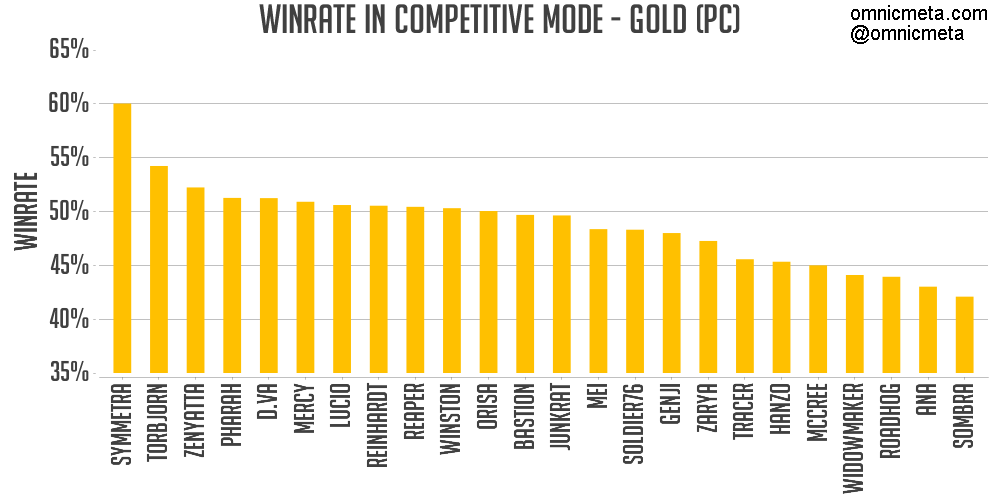 WINRATE IN COMPETITIVE MODE - GOLD (PC)
omnicmeta.com
@omnicmeta
65%
60%
55%
50%
45%
40%
35%
WINRATE
SYMMETRA
TORBJORN
ZENYATTA
PHARAH
D.VA
MERCY
LUCIO
REINHARDT
REAPER
WINSTON
ORISA
BASTION
JUNKRAT
MEI
SOLDIER76
GENJI
ZARYA
TRACER
HANZO
MCCREE
WIDOWMAKER
ROADHOG
ANA
SOMBRA